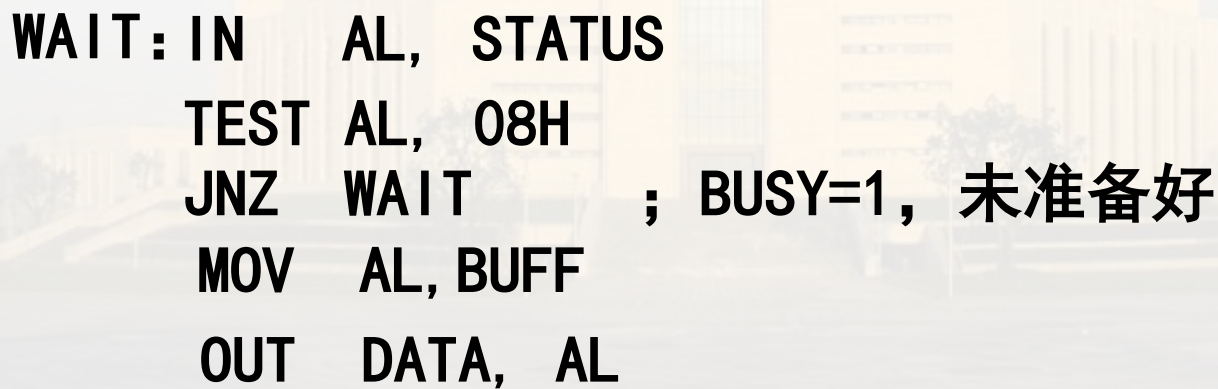 WAIT: IN AL, STATUS
TEST AL, 08H
JNZ WAIT ; BUSY=1, 未准备好
MOV AL, BUFF
OUT DATA, AL